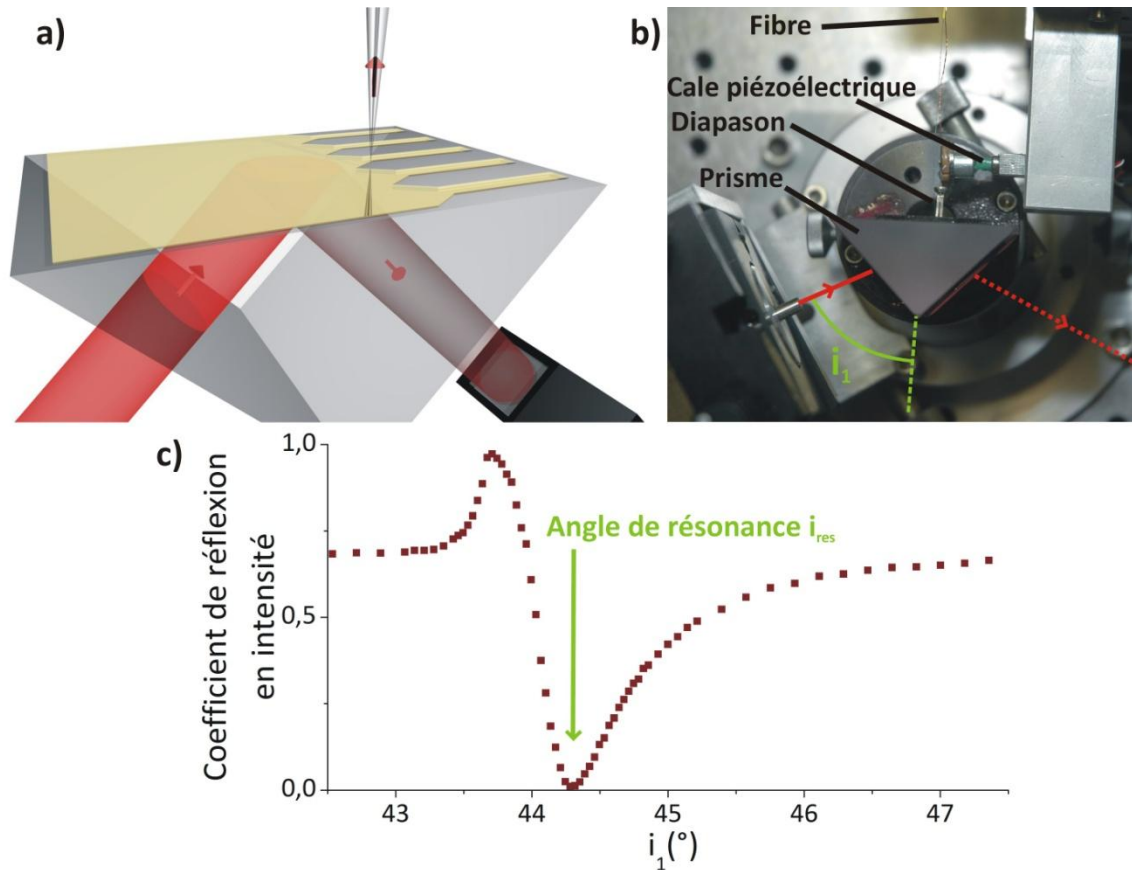 a)
b)
Fibre
Cale piézoélectrique
Diapason
Prisme
i₁
c)
Coefficient de réflexion
en intensité
1,0
0,5
0,0
Angle de résonance iᵣₑₛ
43
44
45
46
47
i₁(°)